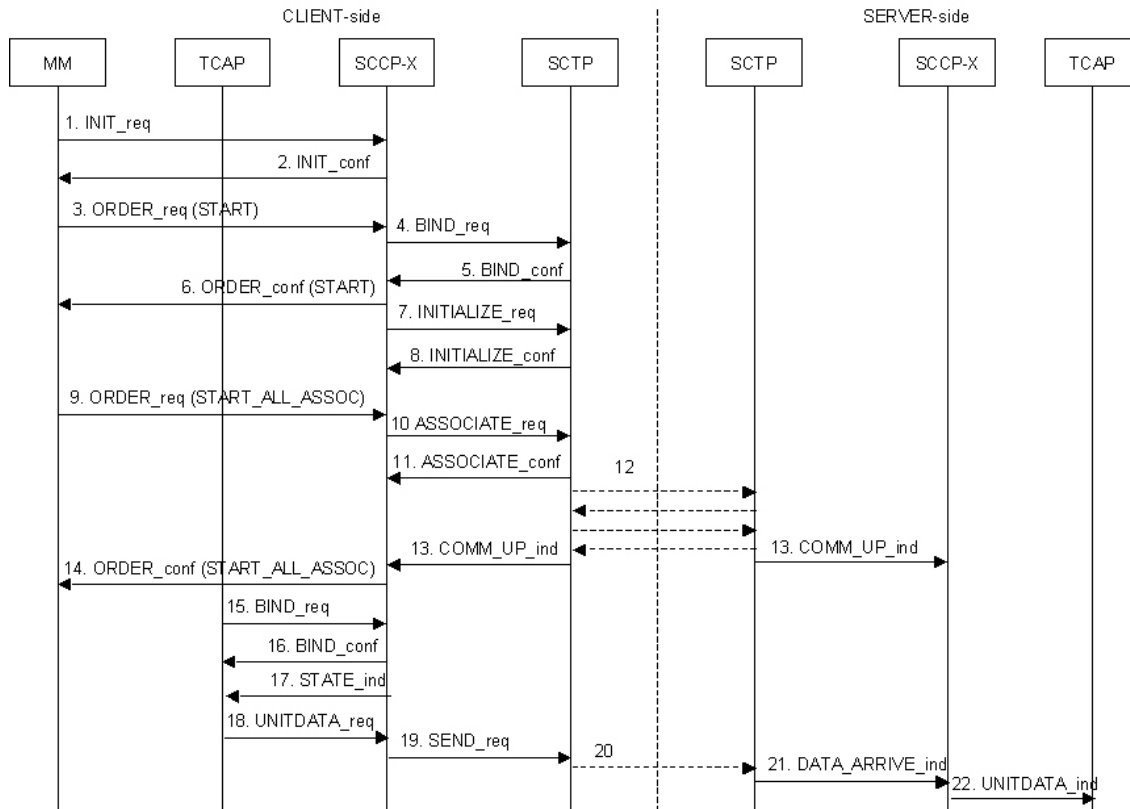 CLIENT-side
SERVER-side
MM
TCAP
SCCP-X
SCTP
SCTP
SCCP-X
TCAP
1. INIT_req
2. INIT_conf
3. ORDER_req (START)
4. BIND_req
5. BIND_conf
6. ORDER_conf (START)
7. INITIALIZE_req
8. INITIALIZE_conf
9. ORDER_req (START_ALL_ASSOC)
10 ASSOCIATE_req
11. ASSOCIATE_conf
12
13. COMM_UP_ind
13. COMM_UP_ind
14. ORDER_conf (START_ALL_ASSOC)
15. BIND_req
16. BIND_conf
17. STATE_ind
18. UNITDATA_req
19. SEND_req
20
21. DATA_ARRIVE_ind
22. UNITDATA_ind